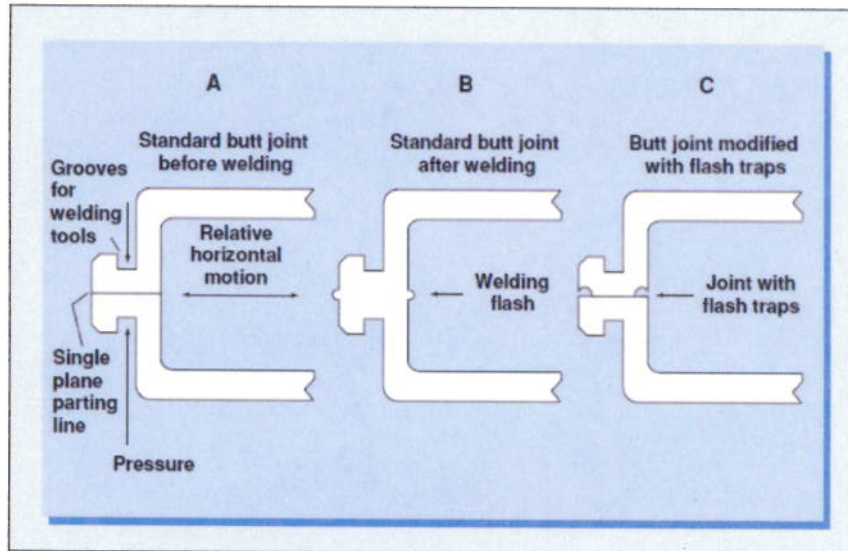 A
B
C
Standard butt joint
before welding
Standard butt joint
after welding
Butt joint modified
with flash traps
Grooves
for
welding
tools
Relative
horizontal
motion
Welding
flash
Joint with
flash traps
Single
plane
parting
line
Pressure